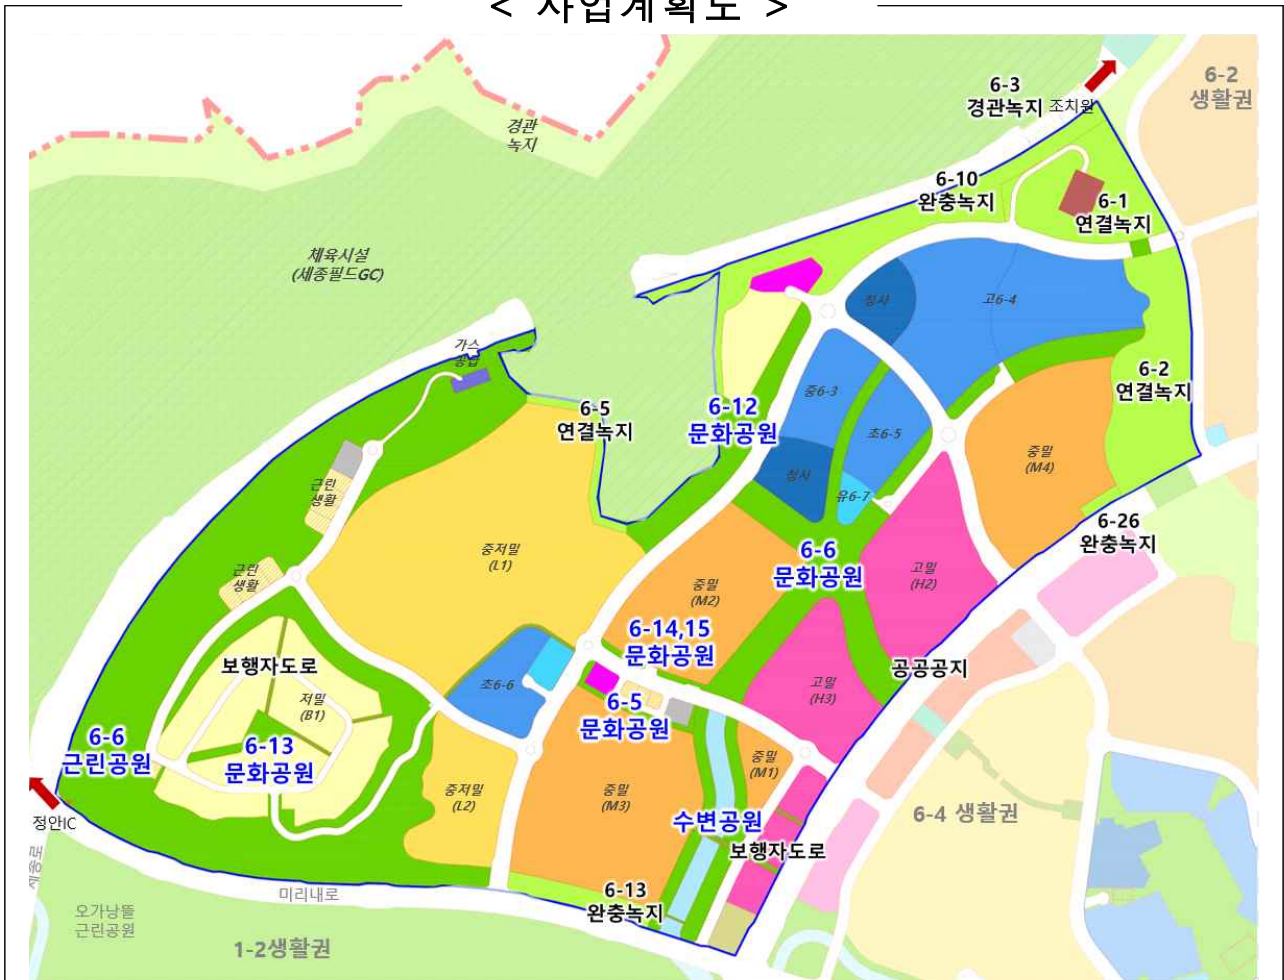 < 사업계획도 >
6-2
생활권
6-3
경관녹지
조치원
경관
녹지
6-10
완충녹지
6-1
연결녹지
체육시설
(세종필드GC)
청사
고6-4
가스
공급
6-2
연결녹지
6-5
연결녹지
6-12
문화공원
중6-3
초6-5
중밀
(M4)
청사
유6-7
근린
생활
6-26
완충녹지
중저밀
(L1)
6-6
문화공원
고밀
(H2)
근린
생활
중밀
(M2)
6-14,15
문화공원
보행자도로
초6-6
공공공지
저밀
(B1)
고밀
(H3)
6-5
문화공원
6-6
근린공원
6-13
문화공원
중밀
(M1)
중저밀
(L2)
중밀
(M3)
정안IC
수변공원
6-4 생활권
보행자도로
세종로
미리내로
6-13
완충녹지
오가낭뜰
근린공원
1-2생활권